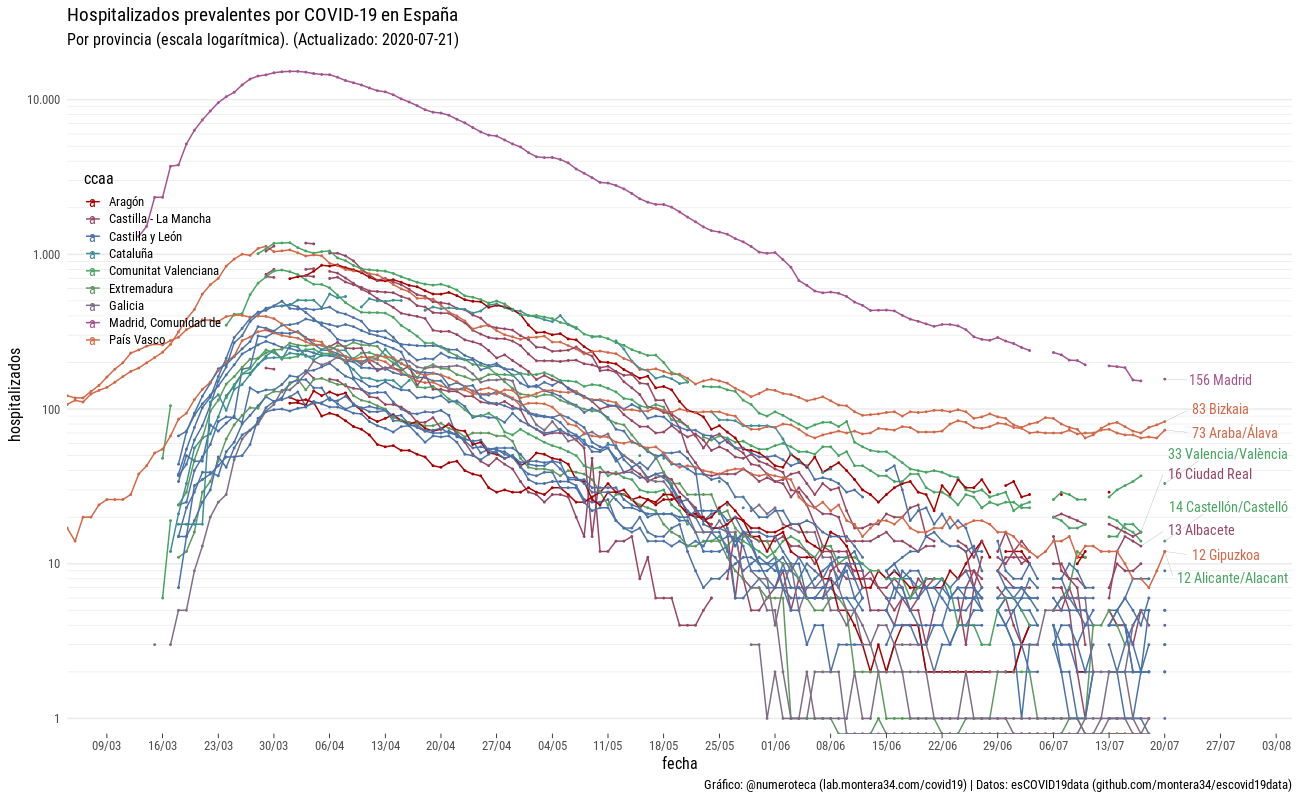 Hospitalizados prevalentes por COVID-19 en España
Por provincia (escala logarítmica). (Actualizado: 2020-07-21)
10.000
1.000
100
10
1
hospitalizados
ccaa
Aragón
Castilla - La Mancha
Castilla y León
Cataluña
Comunitat Valenciana
Extremadura
Galicia
Madrid, Comunidad de
País Vasco
156 Madrid
83 Bizkaia
73 Araba/Álava
33 Valencia/València
16 Ciudad Real
14 Castellón/Castelló
13 Albacete
12 Gipuzkoa
12 Alicante/Alacant
09/03 16/03 23/03 30/03 06/04 13/04 20/04 27/04 04/05 11/05 18/05 25/05 01/06 08/06 15/06 22/06 29/06 06/07 13/07 20/07 27/07 03/08
fecha
Gráfico: @numeroteca (lab.montera34.com/covid19) | Datos: esCOVID19data (github.com/montera34/escovid19data)